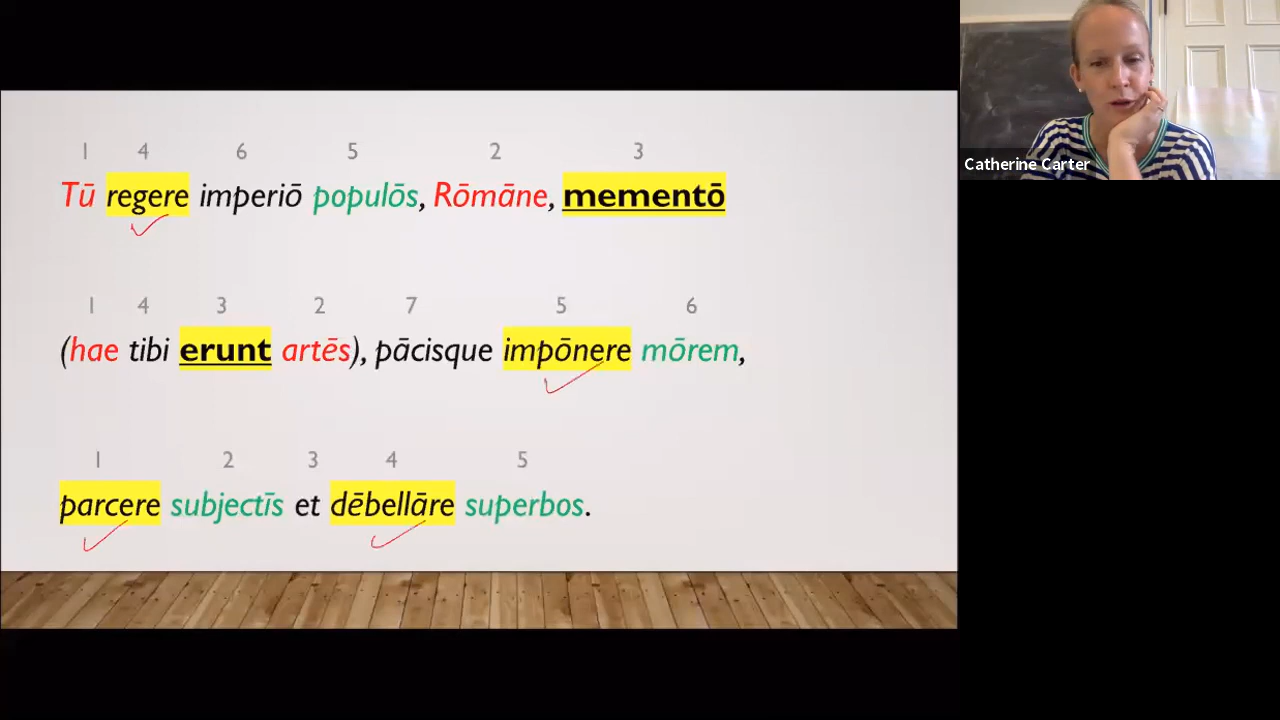 1 4 6 5 2 3
Tū regere imperiō populōs, Rōmāne, mementō
1 4 3 2 7 5 6
(hae tibi erunt artēs), pācisque impōnere mōrem,
1 2 3 4 5
parcere subjectīs et dēbellāre superbos.
Catherine Carter